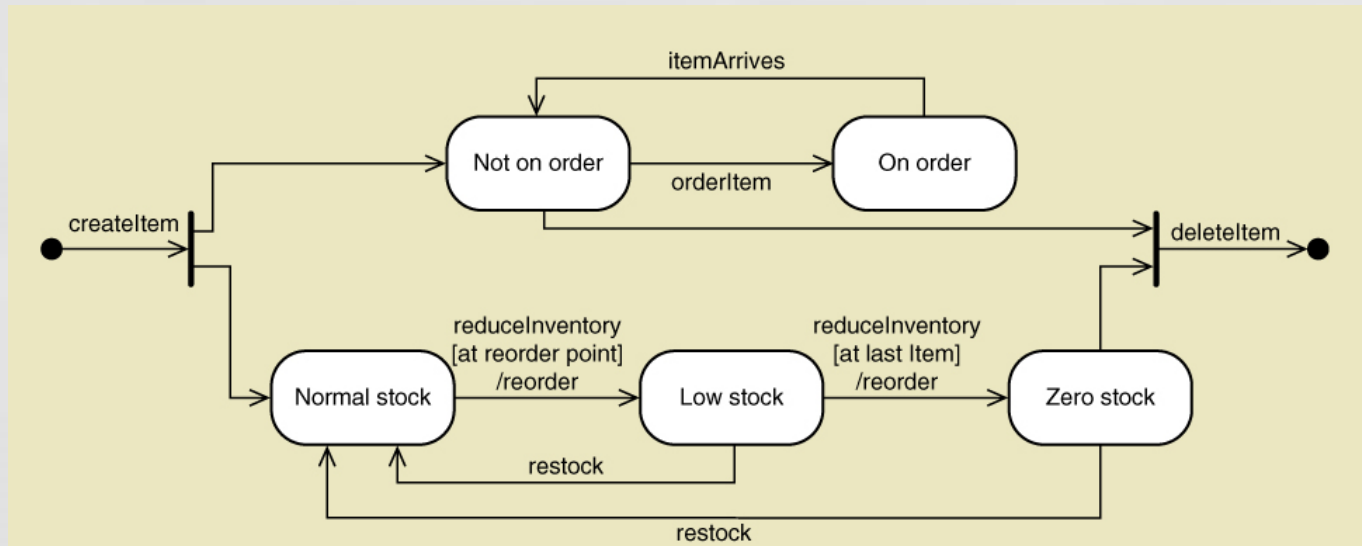 itemArrives
Not on order
On order
orderItem
createItem
deleteItem
reduceInventory
[at reorder point]
/reorder
reduceInventory
[at last Item]
/reorder
Normal stock
Low stock
Zero stock
restock
restock